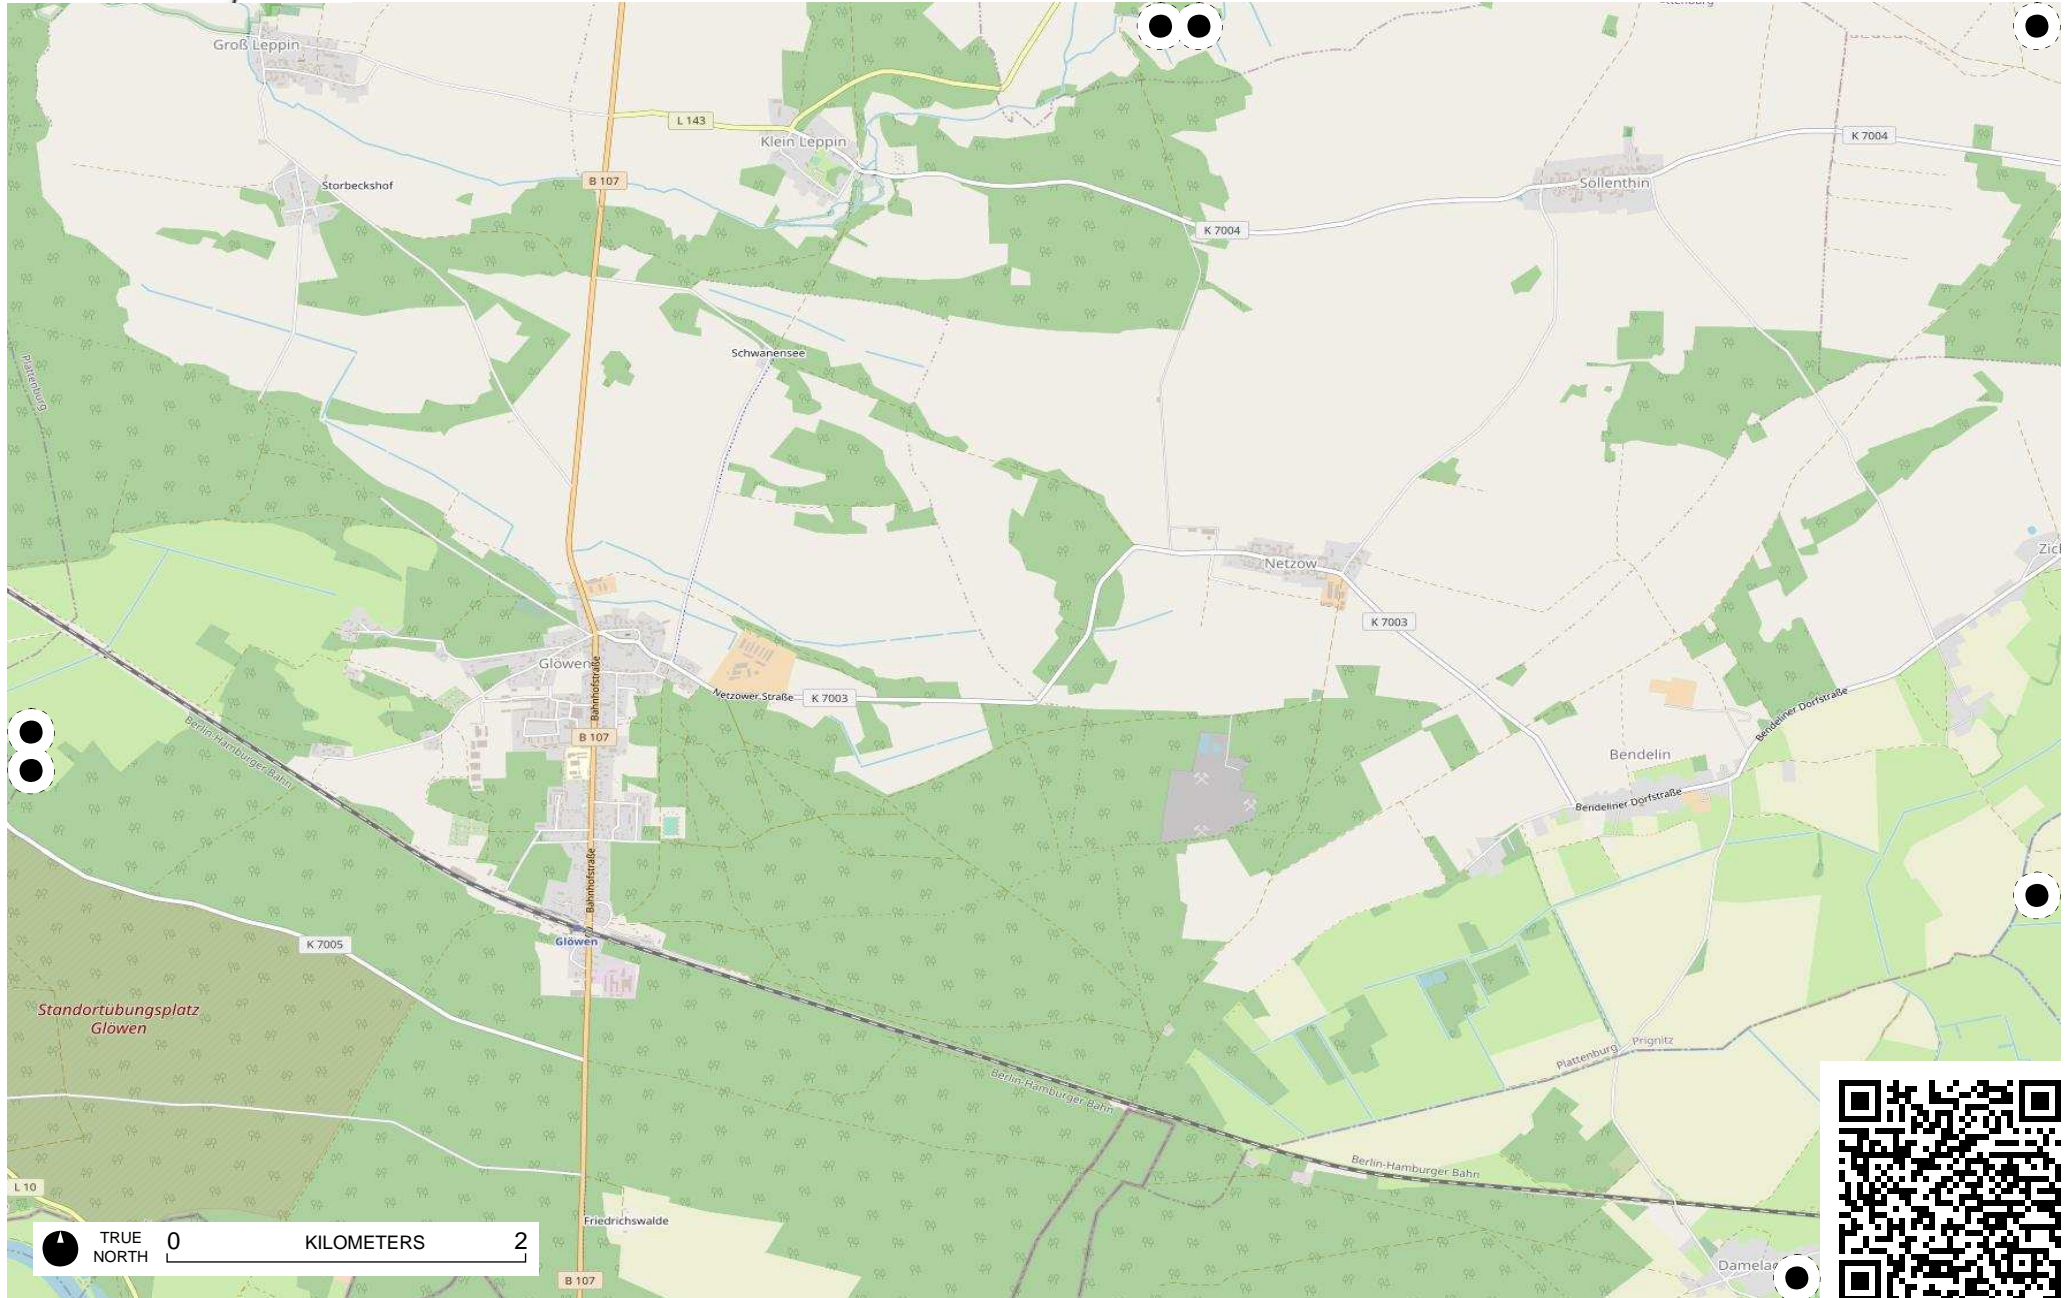 Groß Leppin
L 143
Klein Leppin
K 7004
Storbeckshof
B 107
Söllenthin
K 7004
Schwanensee
Plattenburg
Netzow
K 7003
Glöwen
Bahnhofstraße
Netzower Straße
K 7003
Bendeliner Dorfstraße
Berlin-Hamburger Bahn
B 107
Bendelin
Bendeliner Dorfstraße
Bahnhofstraße
Glöwen
K 7005
Standortübungsplatz
Glöwen
Plattenburg
Prignitz
Berlin-Hamburger Bahn
Berlin-Hamburger Bahn
L 10
Friedrichswalde
TRUE
NORTH
0
KILOMETERS
2
B 107